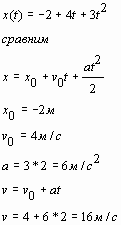 x(t) = −2 + 4t + 3t²
сравним
x = x₀ + v₀t + at²/2
x₀ = −2м
v₀ = 4м / с
a = 3 * 2 = 6м / с²
v = v₀ + at
v = 4 + 6 * 2 = 16м / с